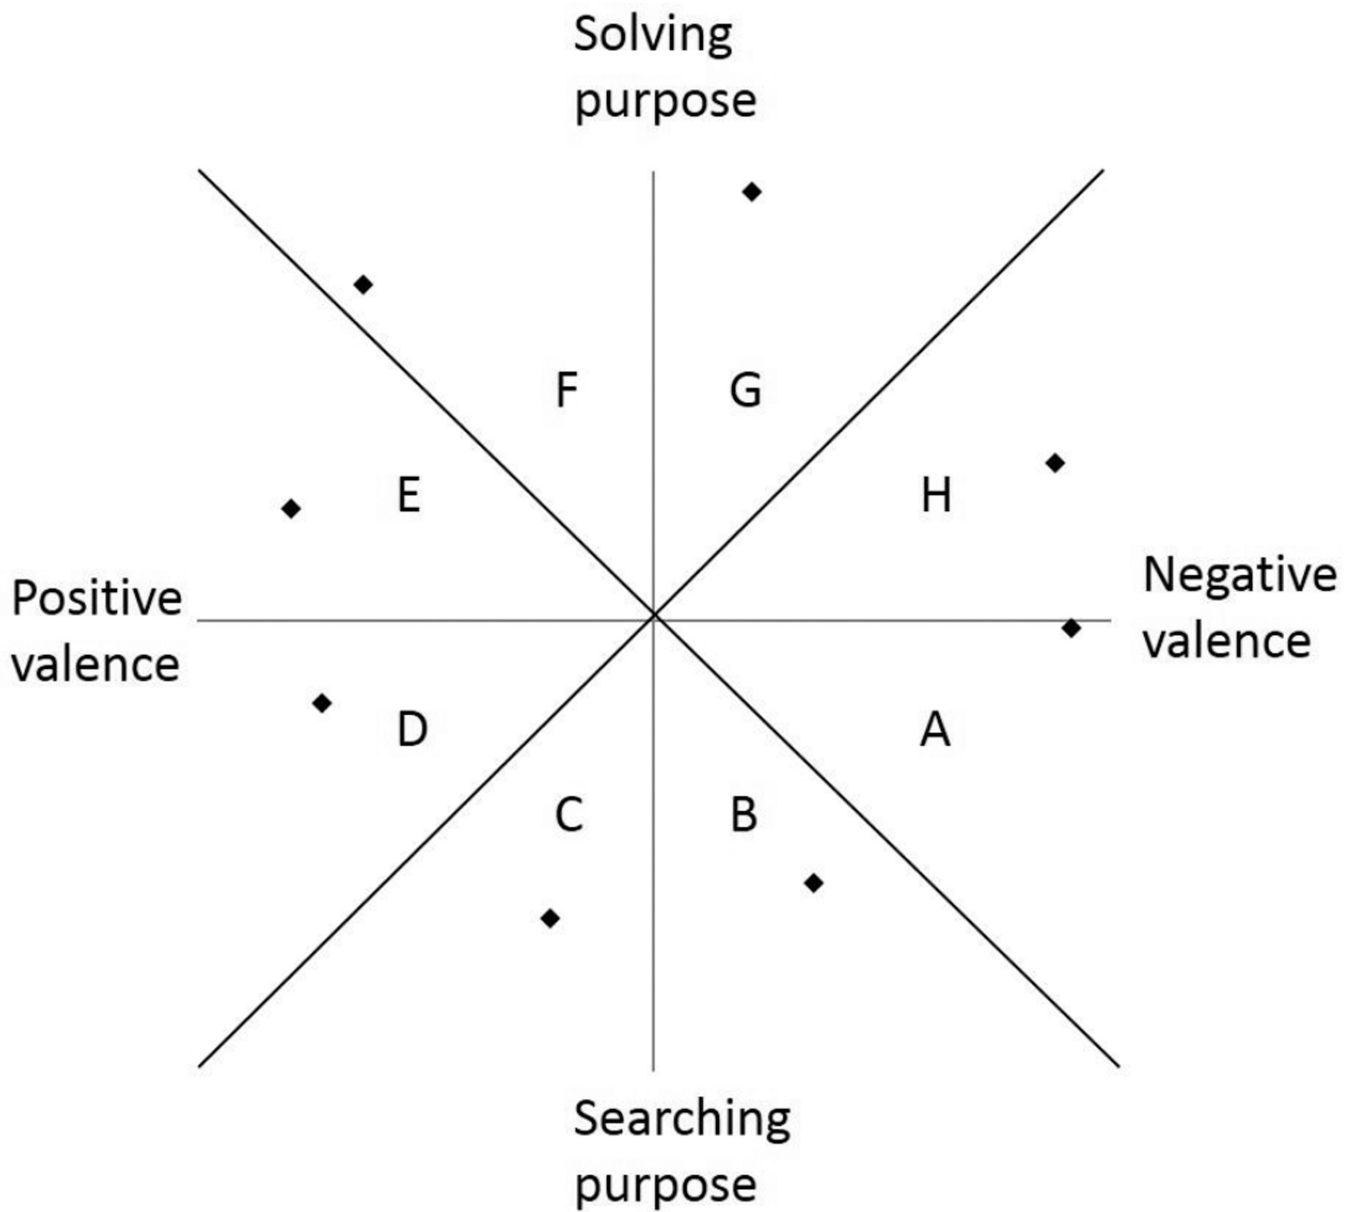 Solving
purpose
F
G
E
H
Positive
valence
Negative
valence
D
A
C
B
Searching
purpose